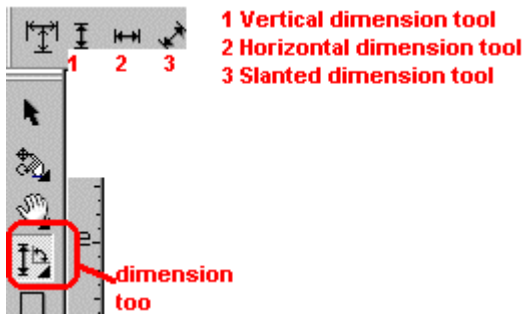 1 Vertical dimension tool
2 Horizontal dimension tool
3 Slanted dimension tool
1 2 3
dimension
too